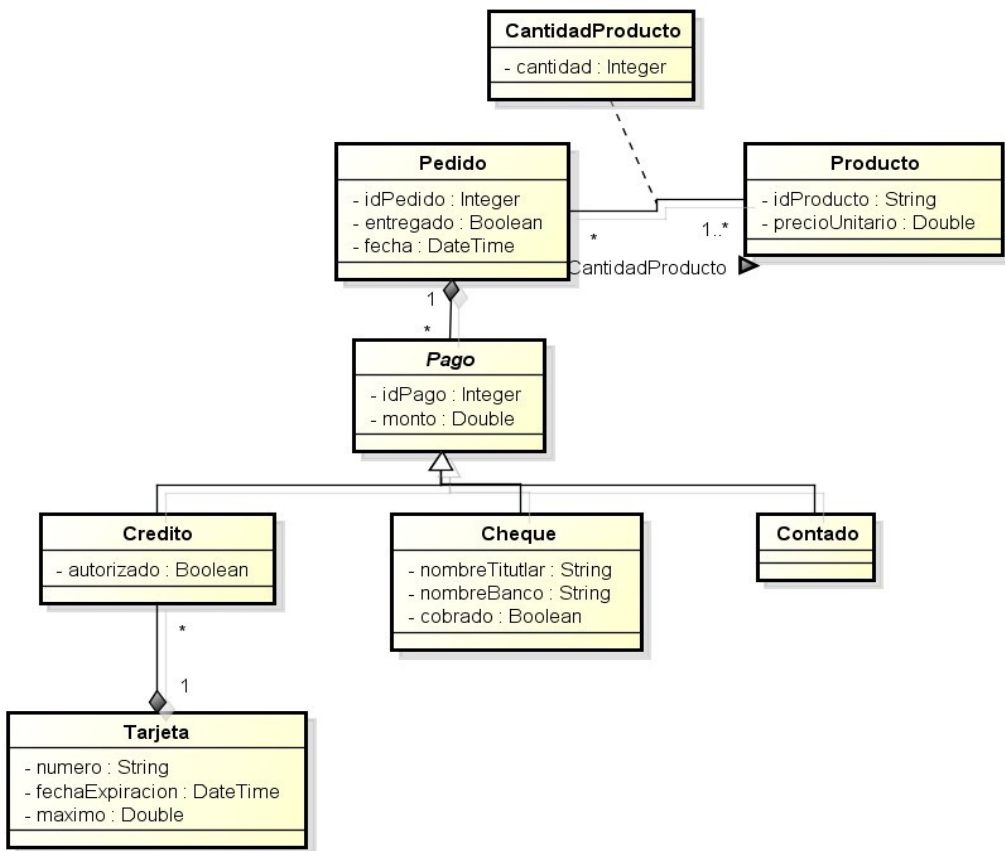 CantidadProducto
- cantidad : Integer
Pedido
- idPedido : Integer
- entregado : Boolean
- fecha : DateTime
Producto
- idProducto : String
- precioUnitario : Double
*
1..*
CantidadProducto
1
*
Pago
- idPago : Integer
- monto : Double
Credito
- autorizado : Boolean
Cheque
- nombreTitutlar : String
- nombreBanco : String
- cobrado : Boolean
Contado
*
1
Tarjeta
- numero : String
- fechaExpiracion : DateTime
- maximo : Double